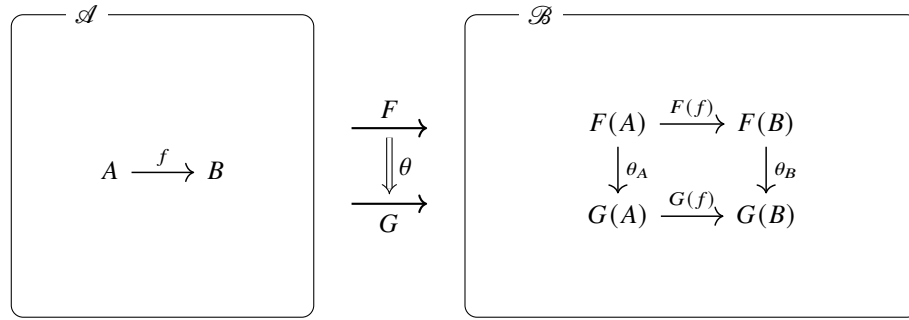 𝒜 ℬ
F F(f)
F(A) F(B)
f
A B θ θ_A θ_B
G(f)
G G(A) G(B)